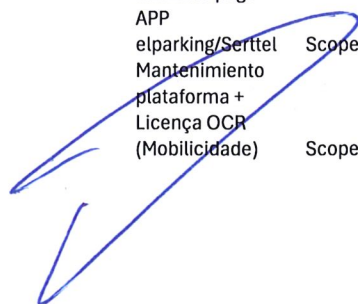 APP
elparking/Serttel Scope
Mantenimiento
plataforma +
Licença OCR
(Mobilicidade) Scope